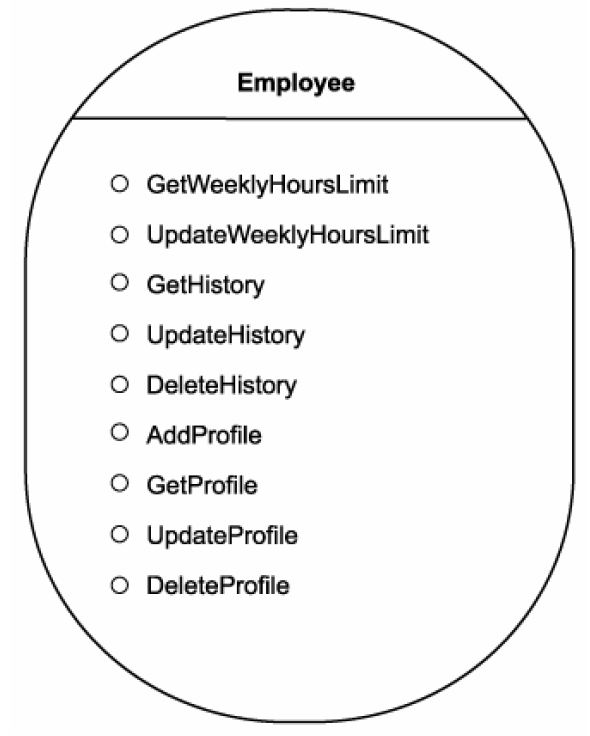 Employee
GetWeeklyHoursLimit
UpdateWeeklyHoursLimit
GetHistory
UpdateHistory
DeleteHistory
AddProfile
GetProfile
UpdateProfile
DeleteProfile